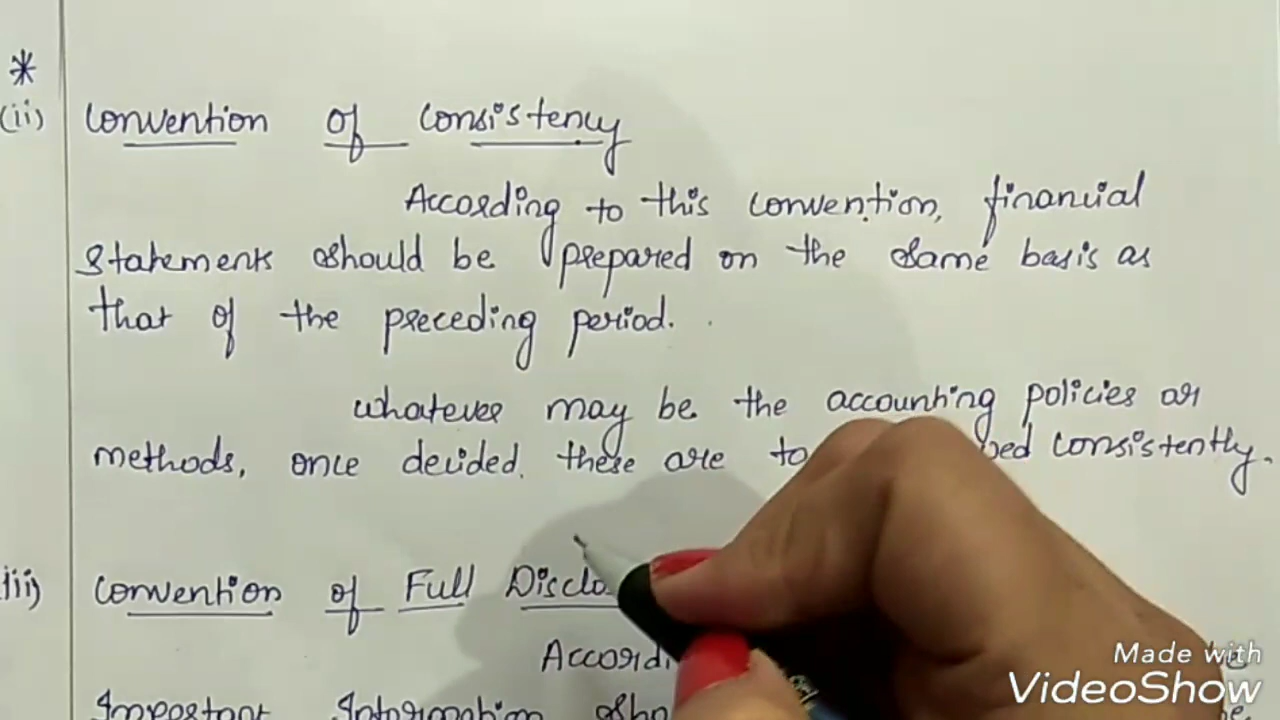 *
(ii) Convention of Consistency
According to this convention, financial
statements should be prepared on the same basis as
that of the preceding period.
whatever may be the accounting policies or
methods, once decided. these are to consistently.
(iii) Convention of Full
Important Information
Made with
VideoShow